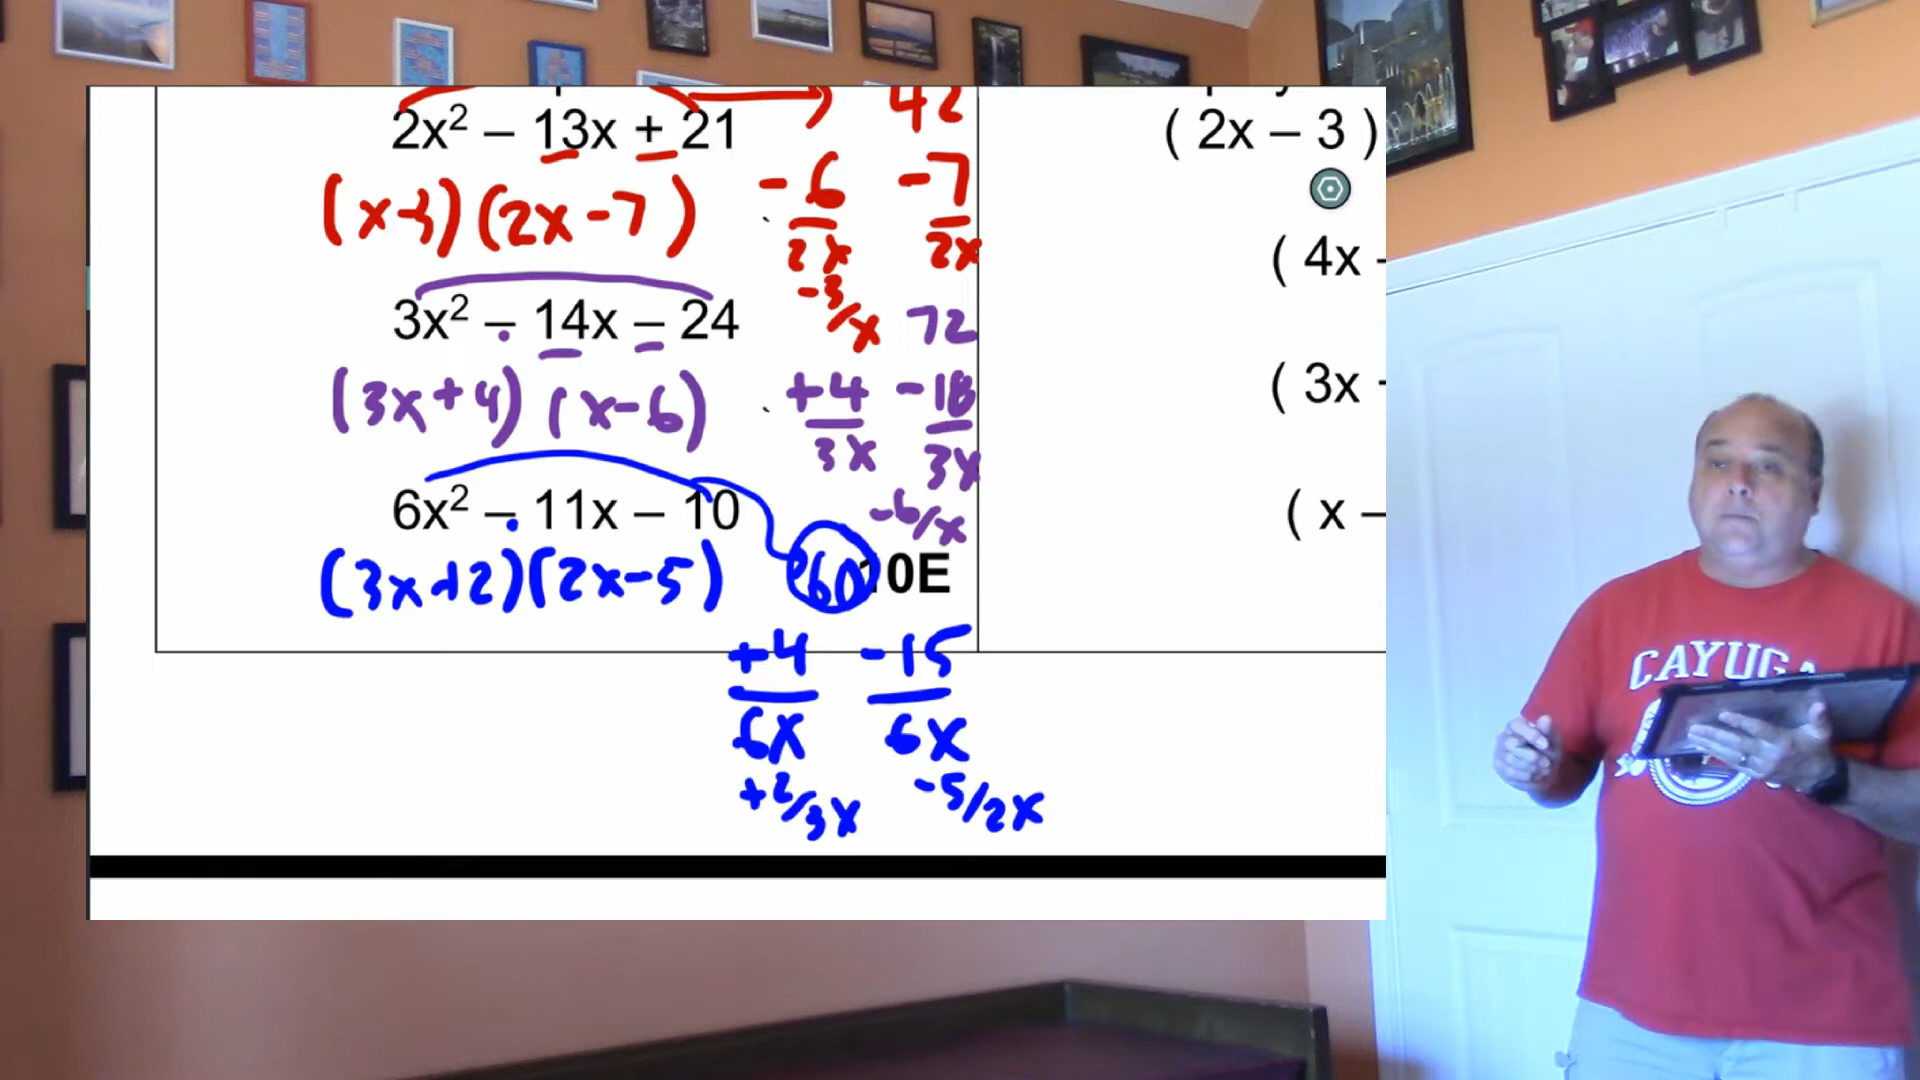 42
2x² – 13x + 21
( 2x – 3 )
(x-3)(2x-7)
-6 -7
2x 2x
-3/x
( 4x -
3x² – 14x – 24
72
(3x+4)(x-6)
+4 -18
3x 3x
-6/x
( 3x
6x² – 11x – 10
( x –
(3x+2)(2x-5)
60
10E
+4 -15
6x 6x
+2/3x -5/2x
CAYUGA